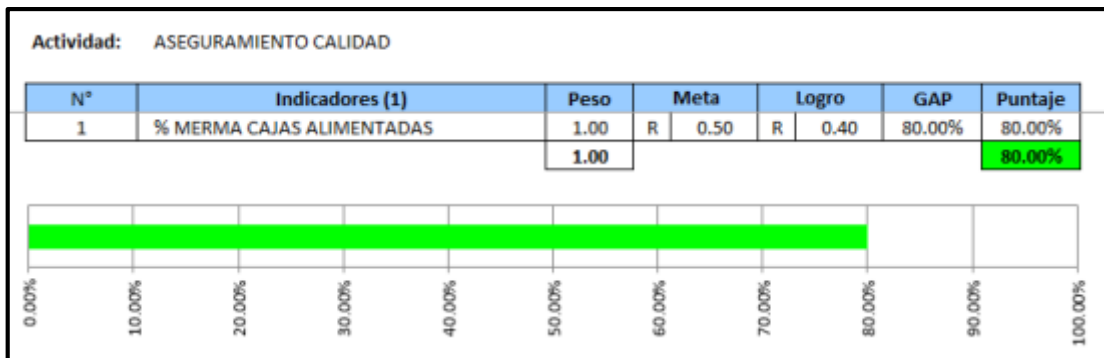 Actividad: ASEGURAMIENTO CALIDAD
N° Indicadores (1) Peso Meta Logro GAP Puntaje
1 % MERMA CAJAS ALIMENTADAS 1.00 R 0.50 R 0.40 80.00% 80.00%
1.00 80.00%
0.00% 10.00% 20.00% 30.00% 40.00% 50.00% 60.00% 70.00% 80.00% 90.00% 100.00%